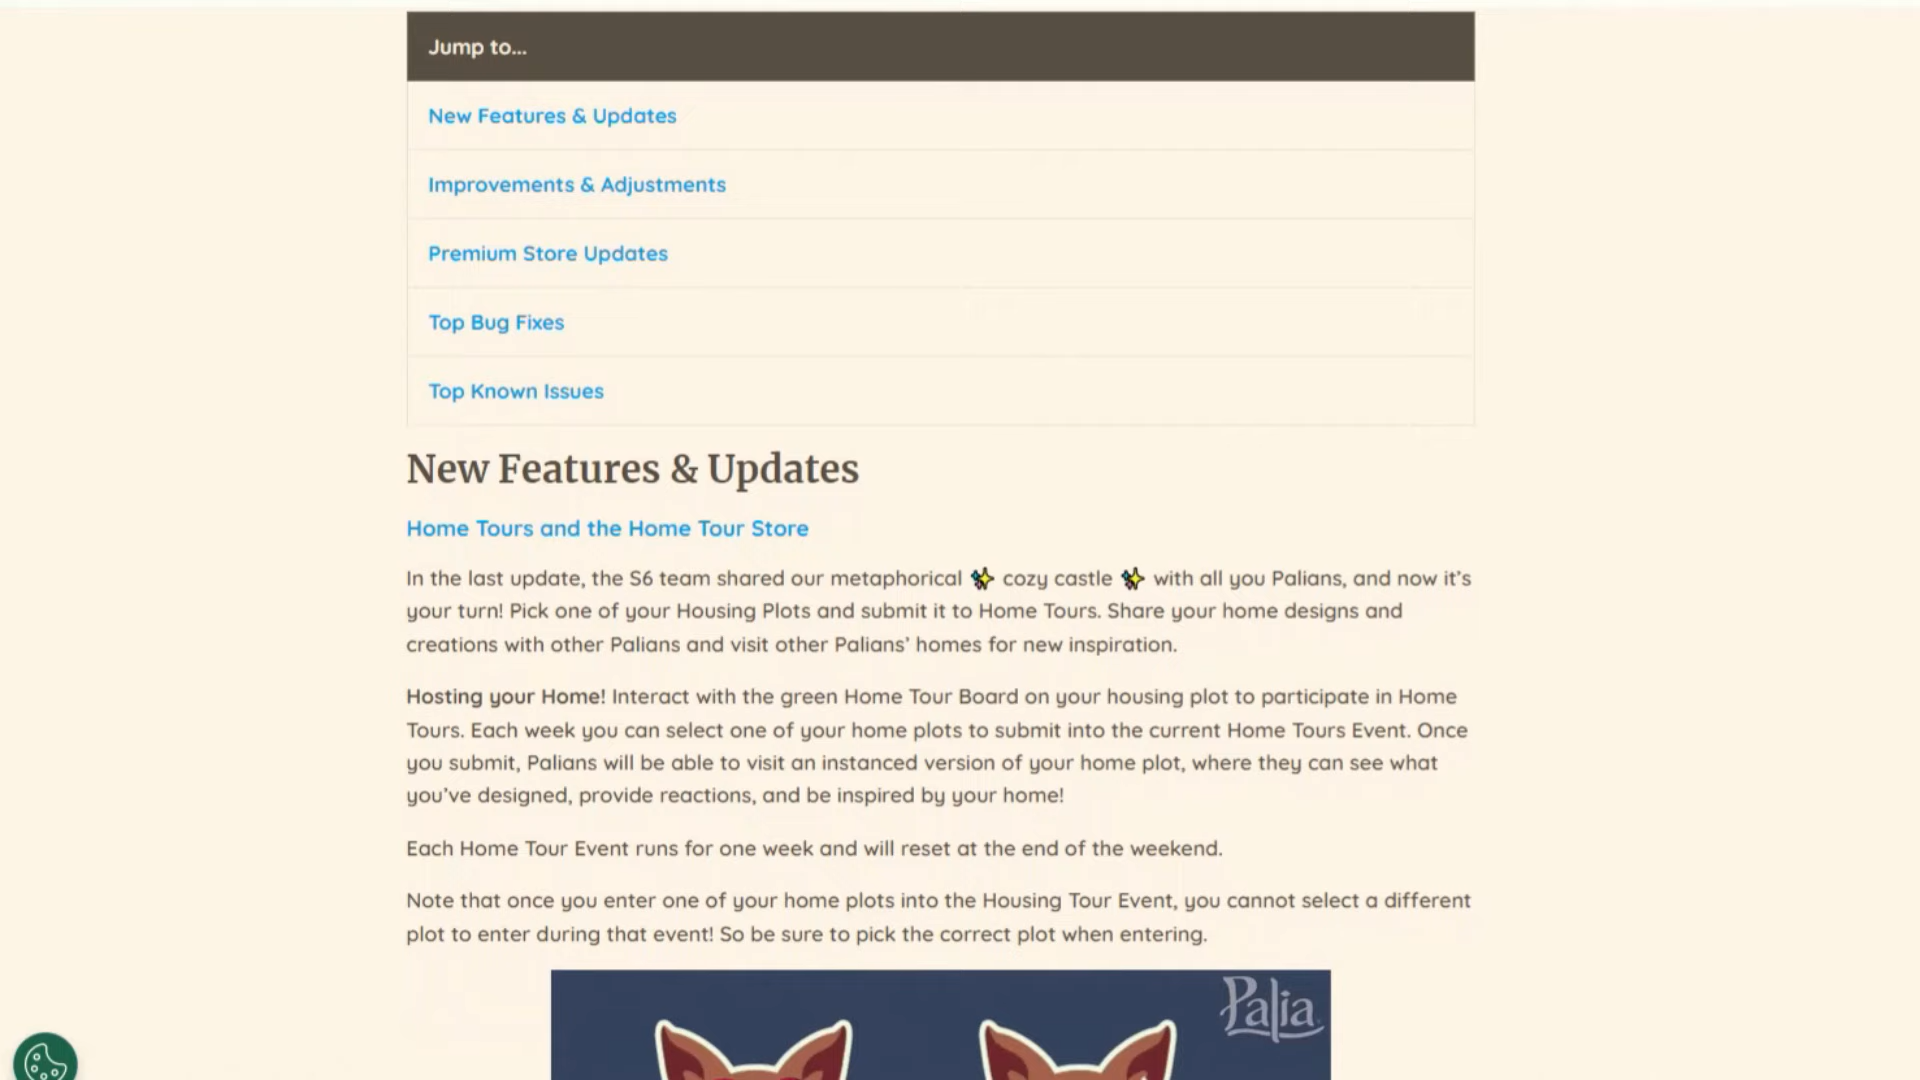 Jump to...
New Features & Updates
Improvements & Adjustments
Premium Store Updates
Top Bug Fixes
Top Known Issues
New Features & Updates
Home Tours and the Home Tour Store
In the last update, the S6 team shared our metaphorical ✨ cozy castle ✨ with all you Palians, and now it's
your turn! Pick one of your Housing Plots and submit it to Home Tours. Share your home designs and
creations with other Palians and visit other Palians’ homes for new inspiration.
Hosting your Home! Interact with the green Home Tour Board on your housing plot to participate in Home
Tours. Each week you can select one of your home plots to submit into the current Home Tours Event. Once
you submit, Palians will be able to visit an instanced version of your home plot, where they can see what
you’ve designed, provide reactions, and be inspired by your home!
Each Home Tour Event runs for one week and will reset at the end of the weekend.
Note that once you enter one of your home plots into the Housing Tour Event, you cannot select a different
plot to enter during that event! So be sure to pick the correct plot when entering.
Palia